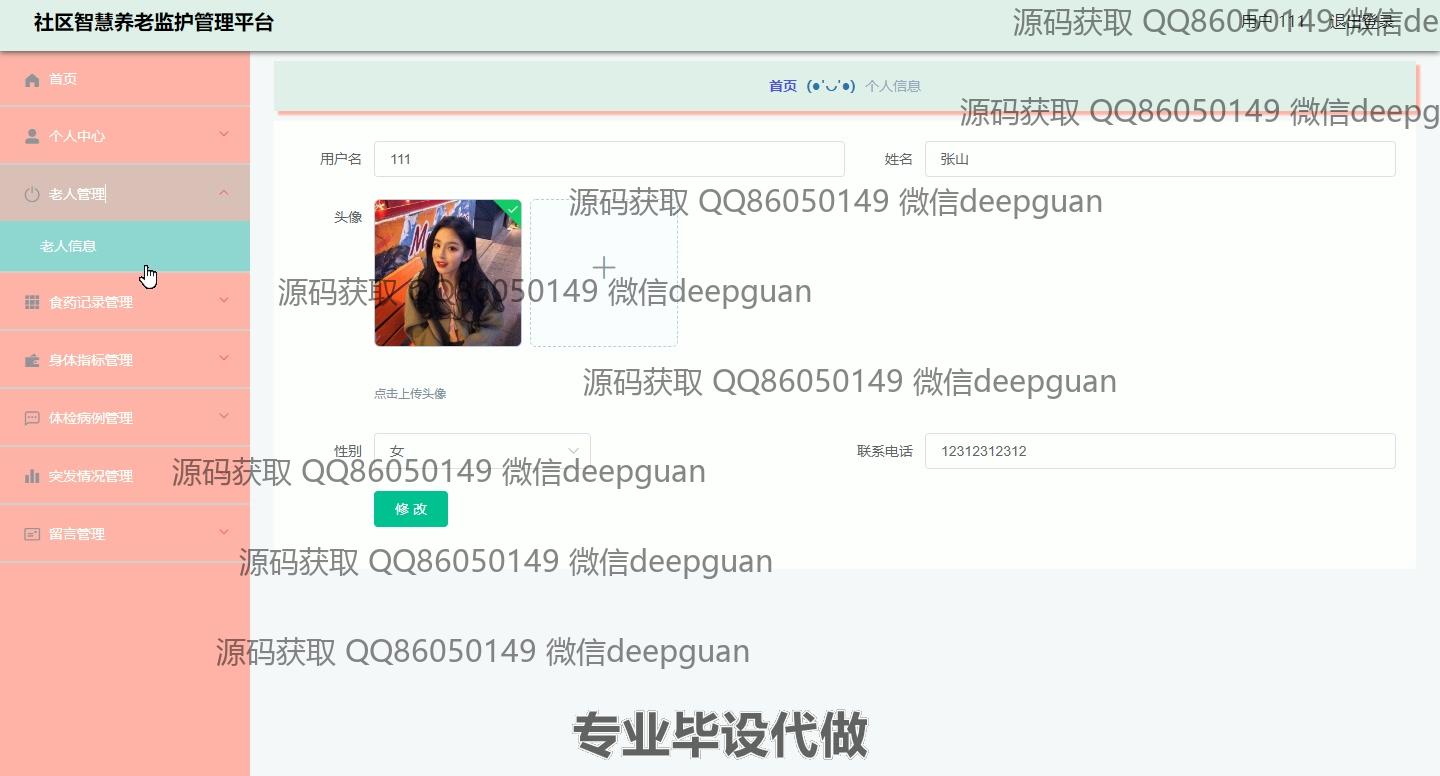 社区智慧养老监护管理平台
用户 111 退出登录
源码获取 QQ86050149 微信de
首页
首页 (●'◡'●) 个人信息
源码获取 QQ86050149 微信deepg
个人中心
用户名 111 姓名 张山
老人管理
源码获取 QQ86050149 微信deepguan
头像
老人信息
源码获取 QQ86050149 微信deepguan
食药记录管理
身体指标管理
源码获取 QQ86050149 微信deepguan
点击上传头像
体检病例管理
性别 女 联系电话 12312312312
源码获取 QQ86050149 微信deepguan
突发情况管理
修 改
留言管理
源码获取 QQ86050149 微信deepguan
源码获取 QQ86050149 微信deepguan
专业毕设代做